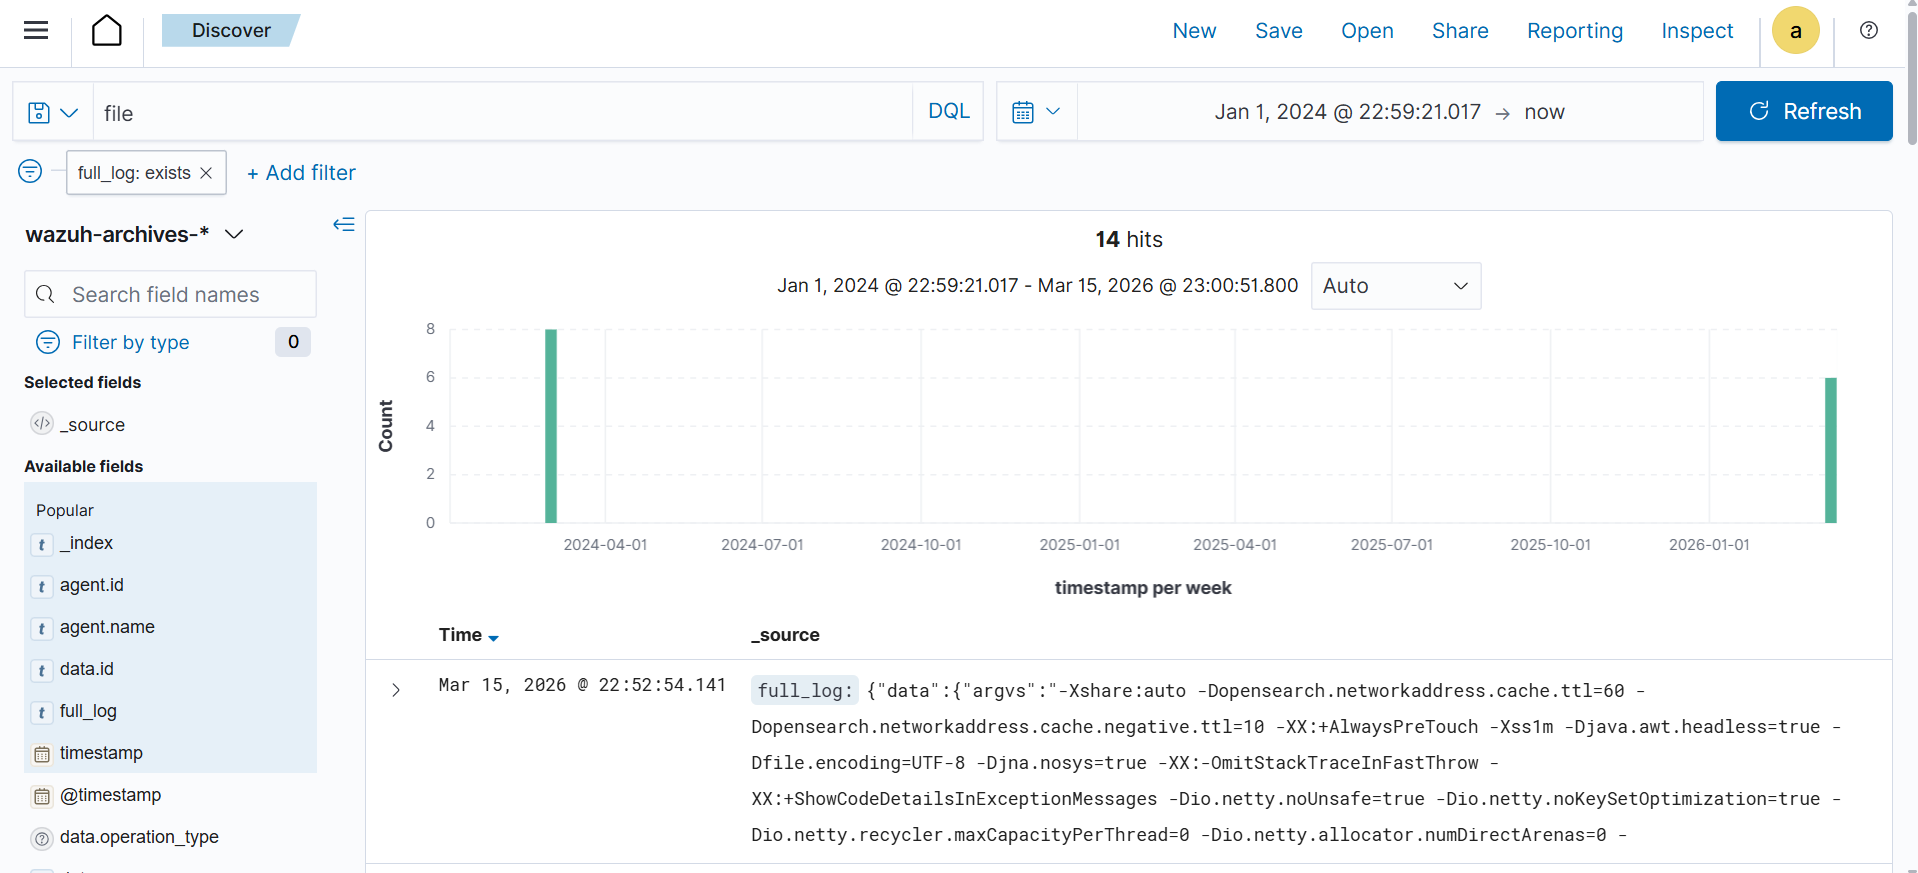 Discover
New Save Open Share Reporting Inspect a
file DQL Jan 1, 2024 @ 22:59:21.017 → now Refresh
full_log: exists × + Add filter
wazuh-archives-*
Search field names
Filter by type 0
Selected fields
_source
Available fields
Popular
t _index
t agent.id
t agent.name
t data.id
t full_log
timestamp
@timestamp
data.operation_type
14 hits
Jan 1, 2024 @ 22:59:21.017 - Mar 15, 2026 @ 23:00:51.800 Auto
8
6
4
2
0
Count
2024-04-01 2024-07-01 2024-10-01 2025-01-01 2025-04-01 2025-07-01 2025-10-01 2026-01-01
timestamp per week
Time _source
Mar 15, 2026 @ 22:52:54.141 full_log: {"data":{"argvs":"-Xshare:auto -Dopensearch.networkaddress.cache.ttl=60 -
Dopensearch.networkaddress.cache.negative.ttl=10 -XX:+AlwaysPreTouch -Xss1m -Djava.awt.headless=true -
Dfile.encoding=UTF-8 -Djna.nosys=true -XX:-OmitStackTraceInFastThrow -
XX:+ShowCodeDetailsInExceptionMessages -Dio.netty.noUnsafe=true -Dio.netty.noKeySetOptimization=true -
Dio.netty.recycler.maxCapacityPerThread=0 -Dio.netty.allocator.numDirectArenas=0 -